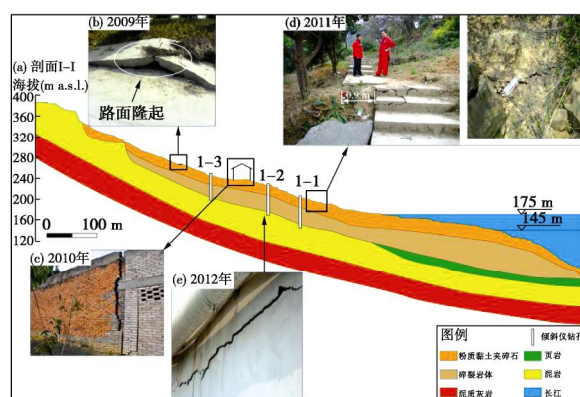 (b) 2009年
(d) 2011年
(a) 剖面I-I
海拔(m a.s.l.)
路面隆起
0.9 m
400
360
320
280
240
200
160
120
1-3
1-2
1-1
175 m
145 m
0 100 m
(c) 2010年
(e) 2012年
图例
倾斜仪钻孔
粉质黏土夹碎石
页岩
碎裂岩体
泥岩
泥质灰岩
长江